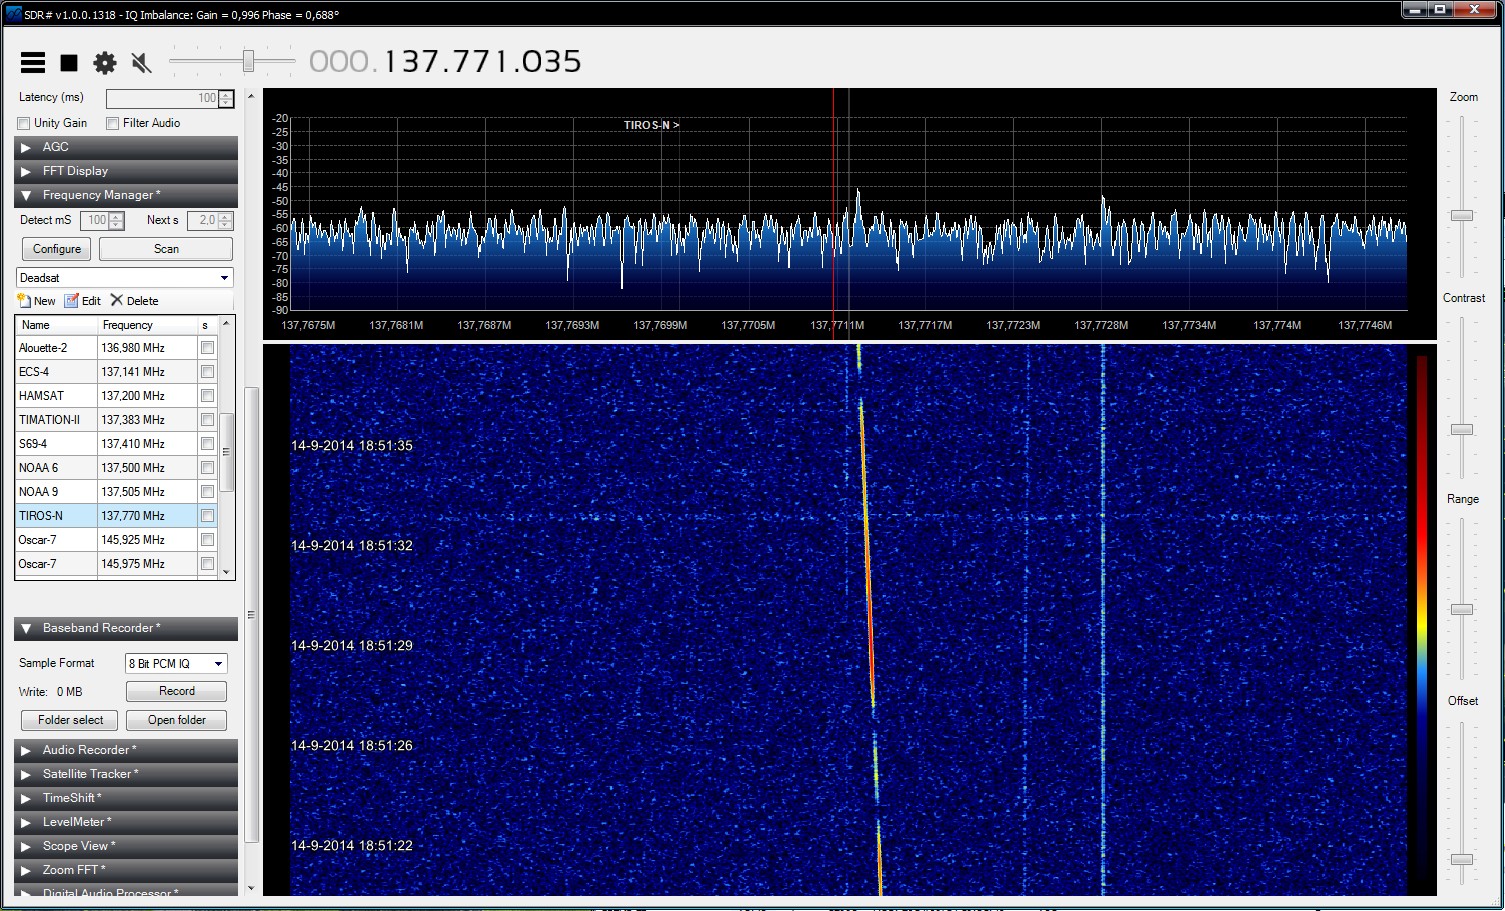 SDR# v1.0.0.1318 - IQ Imbalance: Gain = 0,996 Phase = 0,688°
000.137.771.035
Latency (ms) 100
Unity Gain Filter Audio
AGC
FFT Display
Frequency Manager *
Detect mS 100 Next s 2,0
Configure Scan
Deadsat
New Edit Delete
Name Frequency s
Alouette-2 136,980 MHz
ECS-4 137,141 MHz
HAMSAT 137,200 MHz
TIMATION-II 137,383 MHz
S69-4 137,410 MHz
NOAA 6 137,500 MHz
NOAA 9 137,505 MHz
TIROS-N 137,770 MHz
Oscar-7 145,925 MHz
Oscar-7 145,975 MHz
Baseband Recorder *
Sample Format 8 Bit PCM IQ
Write: 0 MB Record
Folder select Open folder
Audio Recorder *
Satellite Tracker *
TimeShift *
LevelMeter *
Scope View *
Zoom FFT *
Digital Audio Processor *
TIROS-N >
-20
-25
-30
-35
-40
-45
-50
-55
-60
-65
-70
-75
-80
-85
-90
137,7675M 137,7681M 137,7687M 137,7693M 137,7699M 137,7705M 137,7711M 137,7717M 137,7723M 137,7728M 137,7734M 137,774M 137,7746M
14-9-2014 18:51:35
14-9-2014 18:51:32
14-9-2014 18:51:29
14-9-2014 18:51:26
14-9-2014 18:51:22
Zoom
Contrast
Range
Offset